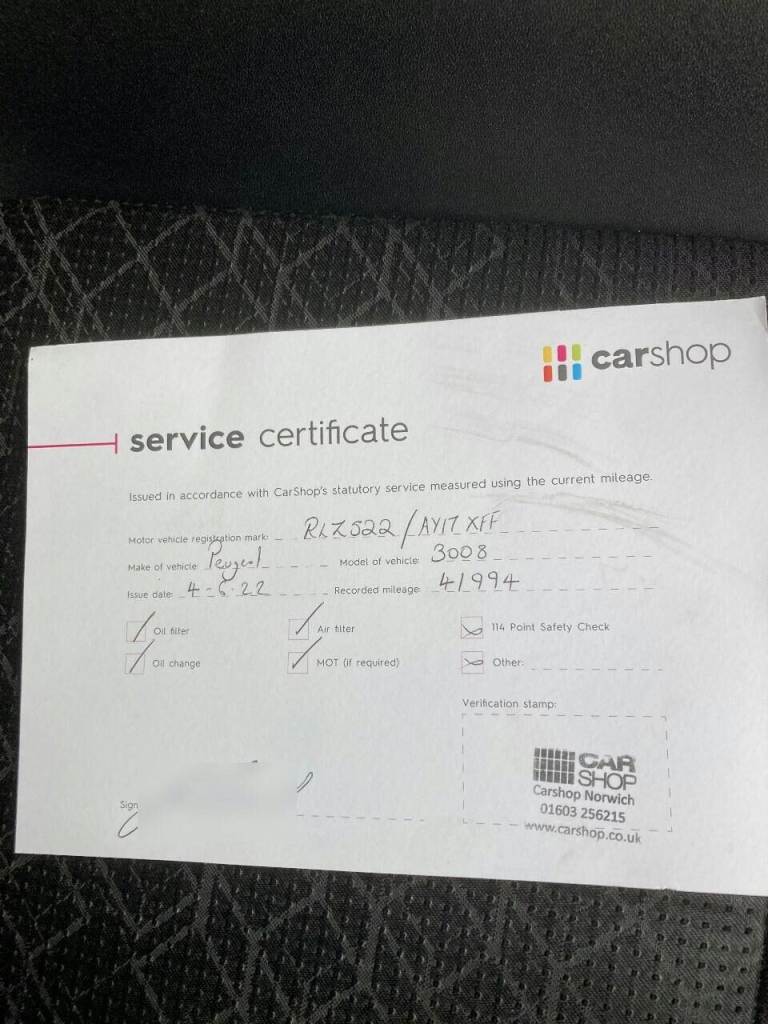 carshop
service certificate
Issued in accordance with CarShop's statutory service measured using the current mileage.
Motor vehicle registration mark: RLZ522 / AY17 XFF
Make of vehicle: Peugeot Model of vehicle: 3008
Issue date: 4-6-22 Recorded mileage: 41994
Oil filter Air filter 114 Point Safety Check
Oil change MOT (if required) Other:
Verification stamp:
CAR
SHOP
Carshop Norwich
01603 256215
www.carshop.co.uk
Sign